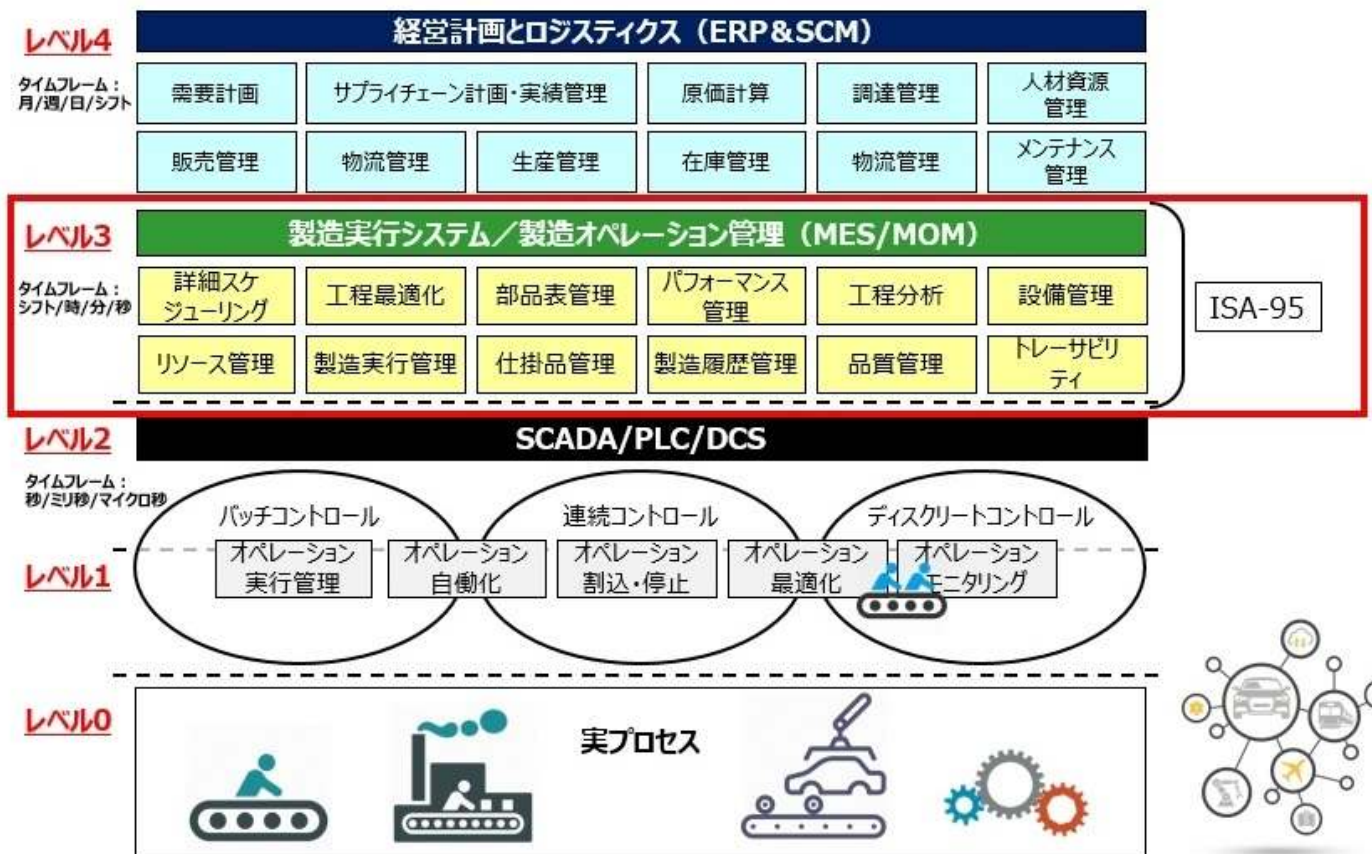 レベル4
経営計画とロジスティクス（ERP&SCM）
タイムフレーム：
月/週/日/シフト
需要計画
サプライチェーン計画・実績管理
原価計算
調達管理
人材資源
管理
販売管理
物流管理
生産管理
在庫管理
物流管理
メンテナンス
管理
レベル3
製造実行システム／製造オペレーション管理（MES/MOM）
タイムフレーム：
シフト/時/分/秒
詳細スケ
ジューリング
工程最適化
部品表管理
パフォーマンス
管理
工程分析
設備管理
リソース管理
製造実行管理
仕掛品管理
製造履歴管理
品質管理
トレーサビリ
ティ
ISA-95
レベル2
SCADA/PLC/DCS
タイムフレーム：
秒/ミリ秒/マイクロ秒
バッチコントロール
連続コントロール
ディスクリートコントロール
レベル1
オペレーション
実行管理
オペレーション
自働化
オペレーション
割込・停止
オペレーション
最適化
オペレーション
モニタリング
レベル0
実プロセス